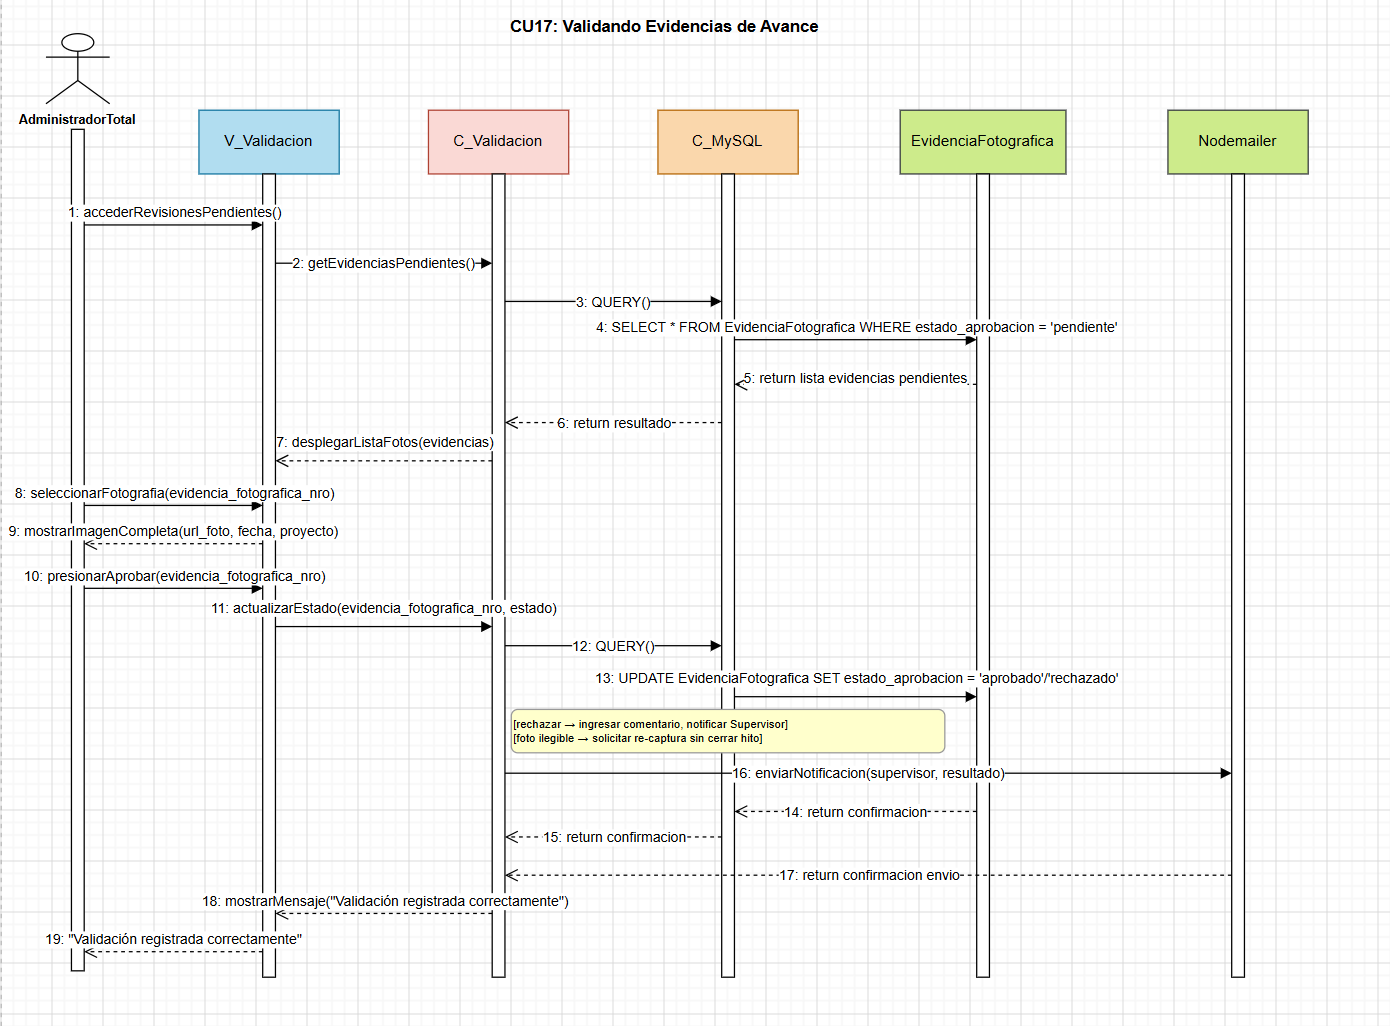 CU17: Validando Evidencias de Avance
AdministradorTotal
V_Validacion
C_Validacion
C_MySQL
EvidenciaFotografica
Nodemailer
1: accederRevisionesPendientes()
2: getEvidenciasPendientes()
3: QUERY()
4: SELECT * FROM EvidenciaFotografica WHERE estado_aprobacion = 'pendiente'
5: return lista evidencias pendientes
6: return resultado
7: desplegarListaFotos(evidencias)
8: seleccionarFotografia(evidencia_fotografica_nro)
9: mostrarImagenCompleta(url_foto, fecha, proyecto)
10: presionarAprobar(evidencia_fotografica_nro)
11: actualizarEstado(evidencia_fotografica_nro, estado)
12: QUERY()
13: UPDATE EvidenciaFotografica SET estado_aprobacion = 'aprobado'/'rechazado'
[rechazar → ingresar comentario, notificar Supervisor]
[foto ilegible → solicitar re-captura sin cerrar hito]
16: enviarNotificacion(supervisor, resultado)
14: return confirmacion
15: return confirmacion
17: return confirmacion envio
18: mostrarMensaje("Validación registrada correctamente")
19: "Validación registrada correctamente"